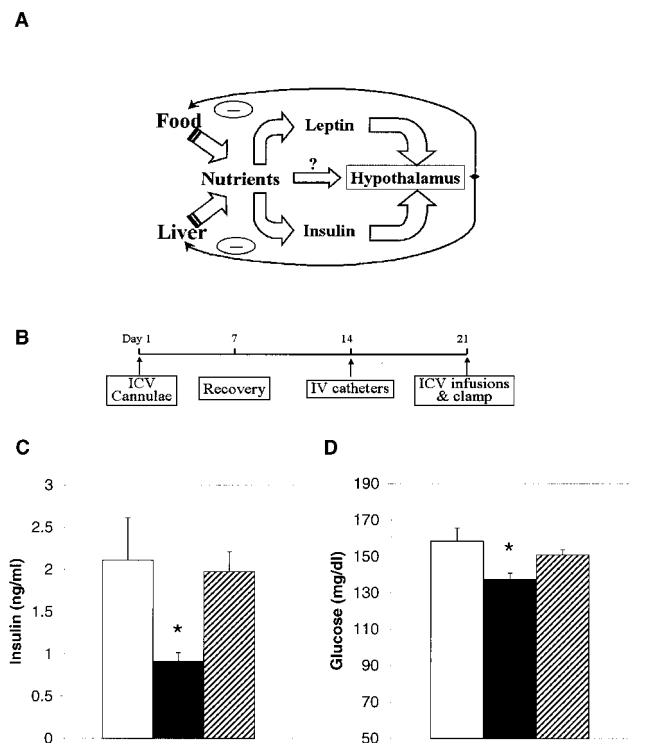 A
Food
Leptin
?
Nutrients
Hypothalamus
Liver
Insulin
B
Day 1
7
14
21
ICV
Cannulae
Recovery
IV catheters
ICV infusions
& clamp
C
Insulin (ng/ml)
3
2.5
2
1.5
1
0.5
0
*
D
Glucose (mg/dl)
190
170
150
130
110
90
70
50
*